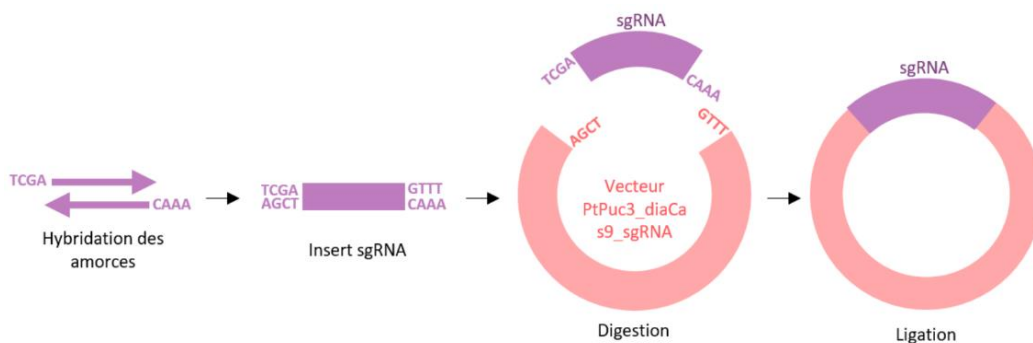 TCGA
CAAA
Hybridation des
amorces
TCGA
AGCT
GTTT
CAAA
Insert sgRNA
sgRNA
TCGA
CAAA
AGCT
GTTT
Vecteur
PtPuc3_diaCa
s9_sgRNA
Digestion
sgRNA
Ligation